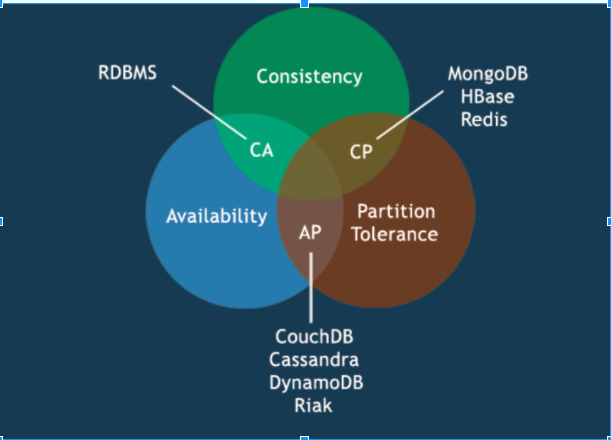 RDBMS
Consistency
MongoDB
HBase
Redis
CA
CP
Availability
Partition
Tolerance
AP
CouchDB
Cassandra
DynamoDB
Riak